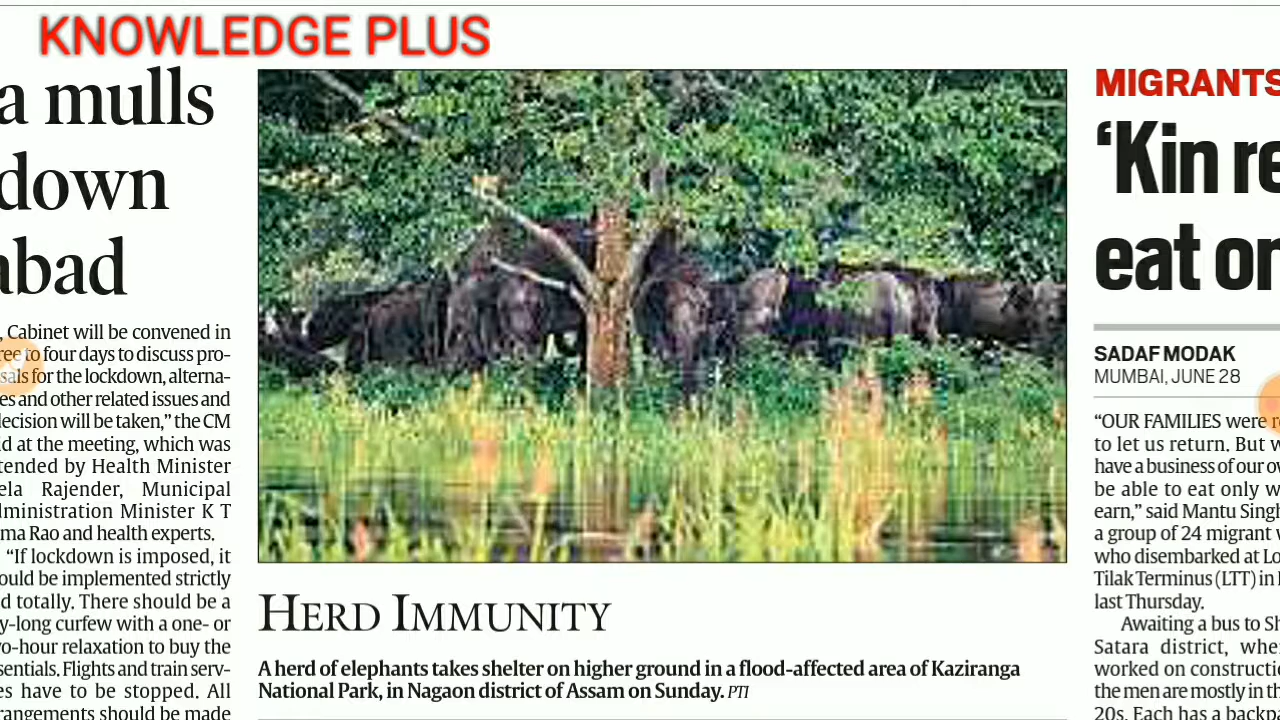 KNOWLEDGE PLUS
a mulls
down
abad
, Cabinet will be convened in
ree to four days to discuss pro-
sals for the lockdown, alterna-
es and other related issues and
decision will be taken,” the CM
id at the meeting, which was
tended by Health Minister
ela Rajender, Municipal
dministration Minister K T
ma Rao and health experts.
“If lockdown is imposed, it
ould be implemented strictly
d totally. There should be a
y-long curfew with a one- or
o-hour relaxation to buy the
sentials. Flights and train serv-
es have to be stopped. All
rangements should be made
HERD IMMUNITY
A herd of elephants takes shelter on higher ground in a flood-affected area of Kaziranga
National Park, in Nagaon district of Assam on Sunday. PTI
MIGRANTS
‘Kin re
eat on
SADAF MODAK
MUMBAI, JUNE 28
“OUR FAMILIES were r
to let us return. But w
have a business of our o
be able to eat only w
earn,” said Mantu Singh
a group of 24 migrant w
who disembarked at Lo
Tilak Terminus (LTT) in
last Thursday.
Awaiting a bus to Sh
Satara district, whe
worked on constructi
the men are mostly in th
20s. Each has a backpa